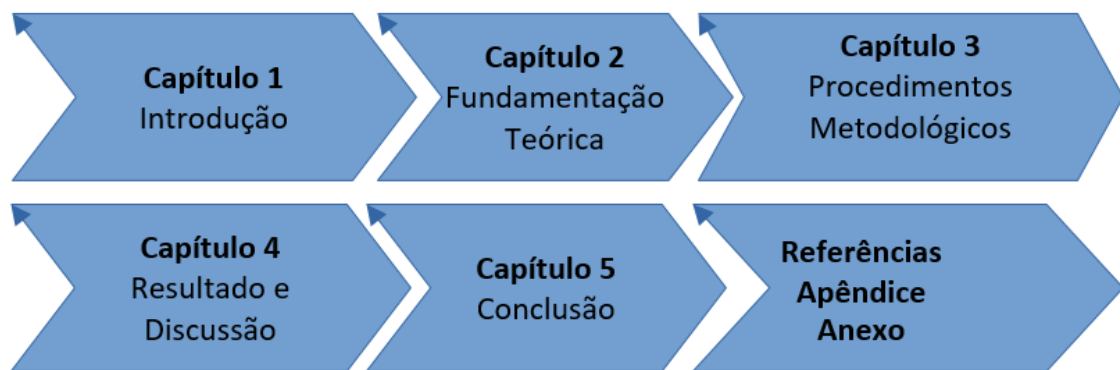 Capítulo 1
Introdução
Capítulo 2
Fundamentação
Teórica
Capítulo 3
Procedimentos
Metodológicos
Capítulo 4
Resultado e
Discussão
Capítulo 5
Conclusão
Referências
Apêndice
Anexo